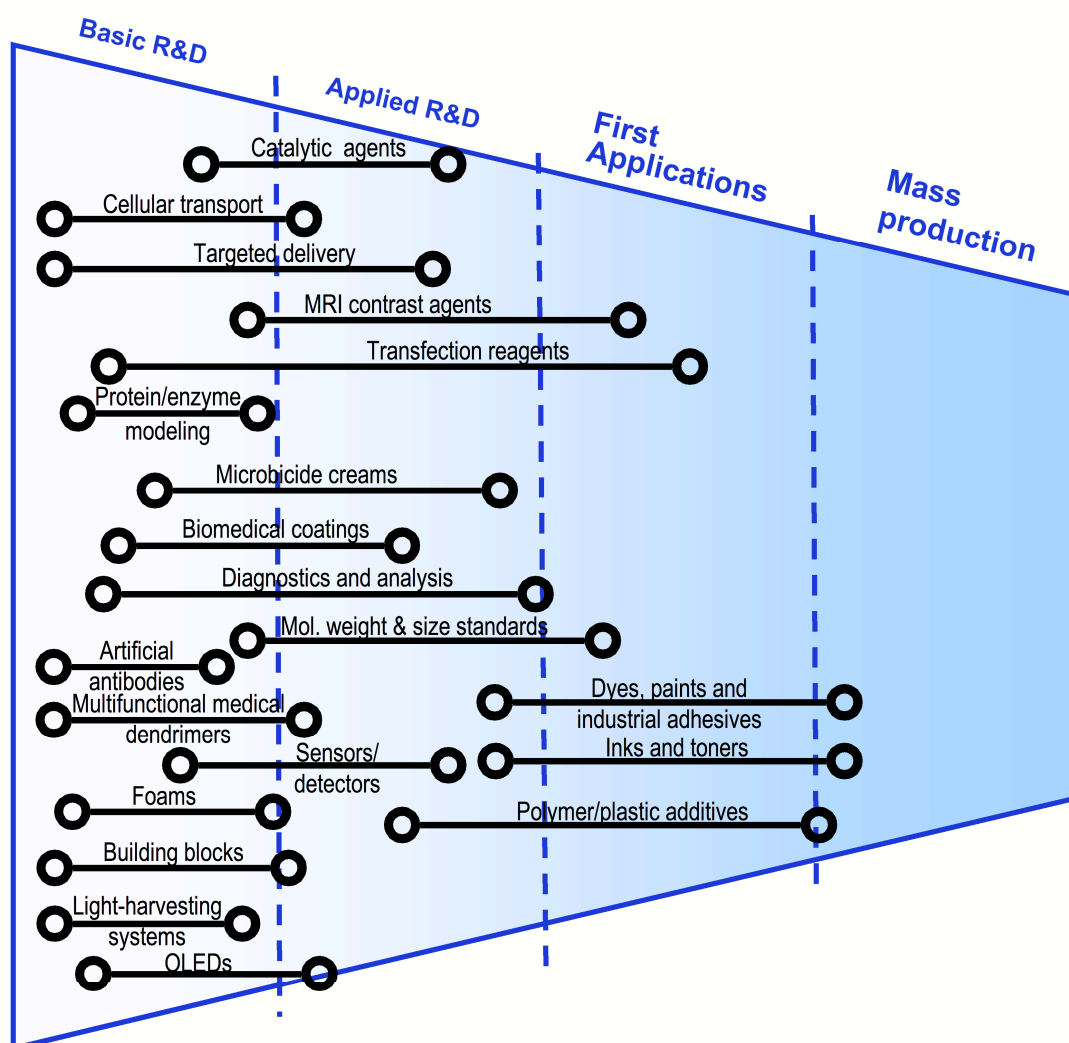 Basic R&D
Applied R&D
First
Applications
Mass
production
Catalytic agents
Cellular transport
Targeted delivery
MRI contrast agents
Transfection reagents
Protein/enzyme
modeling
Microbicide creams
Biomedical coatings
Diagnostics and analysis
Mol. weight & size standards
Artificial
antibodies
Multifunctional medical
dendrimers
Dyes, paints and
industrial adhesives
Sensors/
detectors
Inks and toners
Foams
Polymer/plastic additives
Building blocks
Light-harvesting
systems
OLEDs